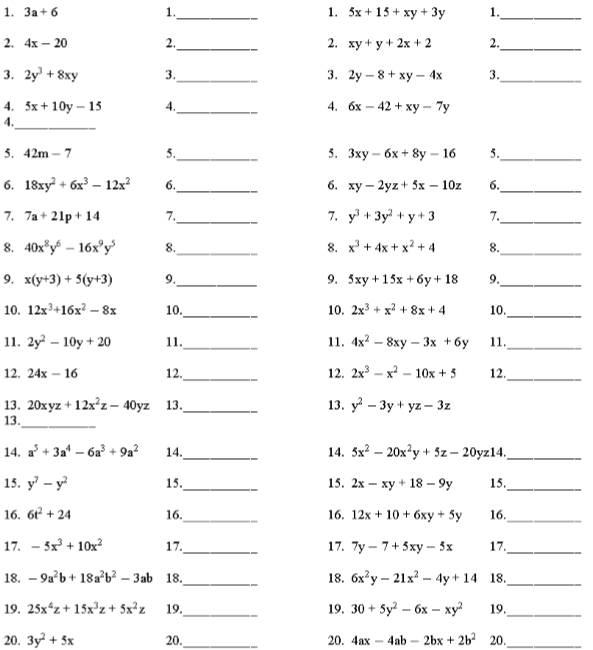 1. 3a + 6 1.__________
2. 4x – 20 2.__________
3. 2y³ + 8xy 3.__________
4. 5x + 10y – 15 4.__________
4.__________
5. 42m – 7 5.__________
6. 18xy² + 6x³ – 12x² 6.__________
7. 7a + 21p + 14 7.__________
8. 40x⁸y⁶ – 16x⁹y⁵ 8.__________
9. x(y+3) + 5(y+3) 9.__________
10. 12x³+16x² – 8x 10.__________
11. 2y² – 10y + 20 11.__________
12. 24x – 16 12.__________
13. 20xyz + 12x²z – 40yz 13.__________
13.__________
14. a⁵ + 3a⁴ – 6a³ + 9a² 14.__________
15. y⁷ – y² 15.__________
16. 6t² + 24 16.__________
17. – 5x³ + 10x² 17.__________
18. – 9a²b + 18a²b² – 3ab 18.__________
19. 25x⁴z + 15x³z + 5x²z 19.__________
20. 3y² + 5x 20.__________
1. 5x + 15 + xy + 3y 1.__________
2. xy + y + 2x + 2 2.__________
3. 2y – 8 + xy – 4x 3.__________
4. 6x – 42 + xy – 7y
5. 3xy – 6x + 8y – 16 5.__________
6. xy – 2yz + 5x – 10z 6.__________
7. y³ + 3y² + y + 3 7.__________
8. x³ + 4x + x² + 4 8.__________
9. 5xy + 15x + 6y + 18 9.__________
10. 2x³ + x² + 8x + 4 10.__________
11. 4x² – 8xy – 3x + 6y 11.__________
12. 2x³ – x² – 10x + 5 12.__________
13. y² – 3y + yz – 3z
14. 5x² – 20x²y + 5z – 20yz14.__________
15. 2x – xy + 18 – 9y 15.__________
16. 12x + 10 + 6xy + 5y 16.__________
17. 7y – 7 + 5xy – 5x 17.__________
18. 6x²y – 21x² – 4y + 14 18.__________
19. 30 + 5y² – 6x – xy² 19.__________
20. 4ax – 4ab – 2bx + 2b² 20.__________